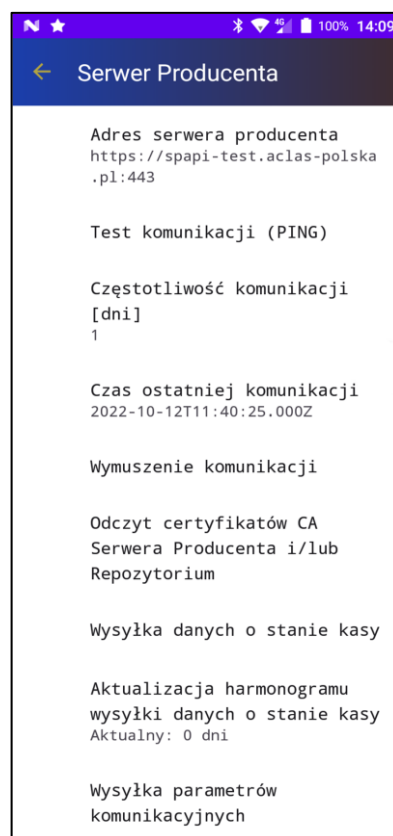 4G 100% 14:09
Serwer Producenta
Adres serwera producenta
https://spapi-test.aclas-polska
.pl:443
Test komunikacji (PING)
Częstotliwość komunikacji
[dni]
1
Czas ostatniej komunikacji
2022-10-12T11:40:25.000Z
Wymuszenie komunikacji
Odczyt certyfikatów CA
Serwera Producenta i/lub
Repozytorium
Wysyłka danych o stanie kasy
Aktualizacja harmonogramu
wysyłki danych o stanie kasy
Aktualny: 0 dni
Wysyłka parametrów
komunikacyjnych